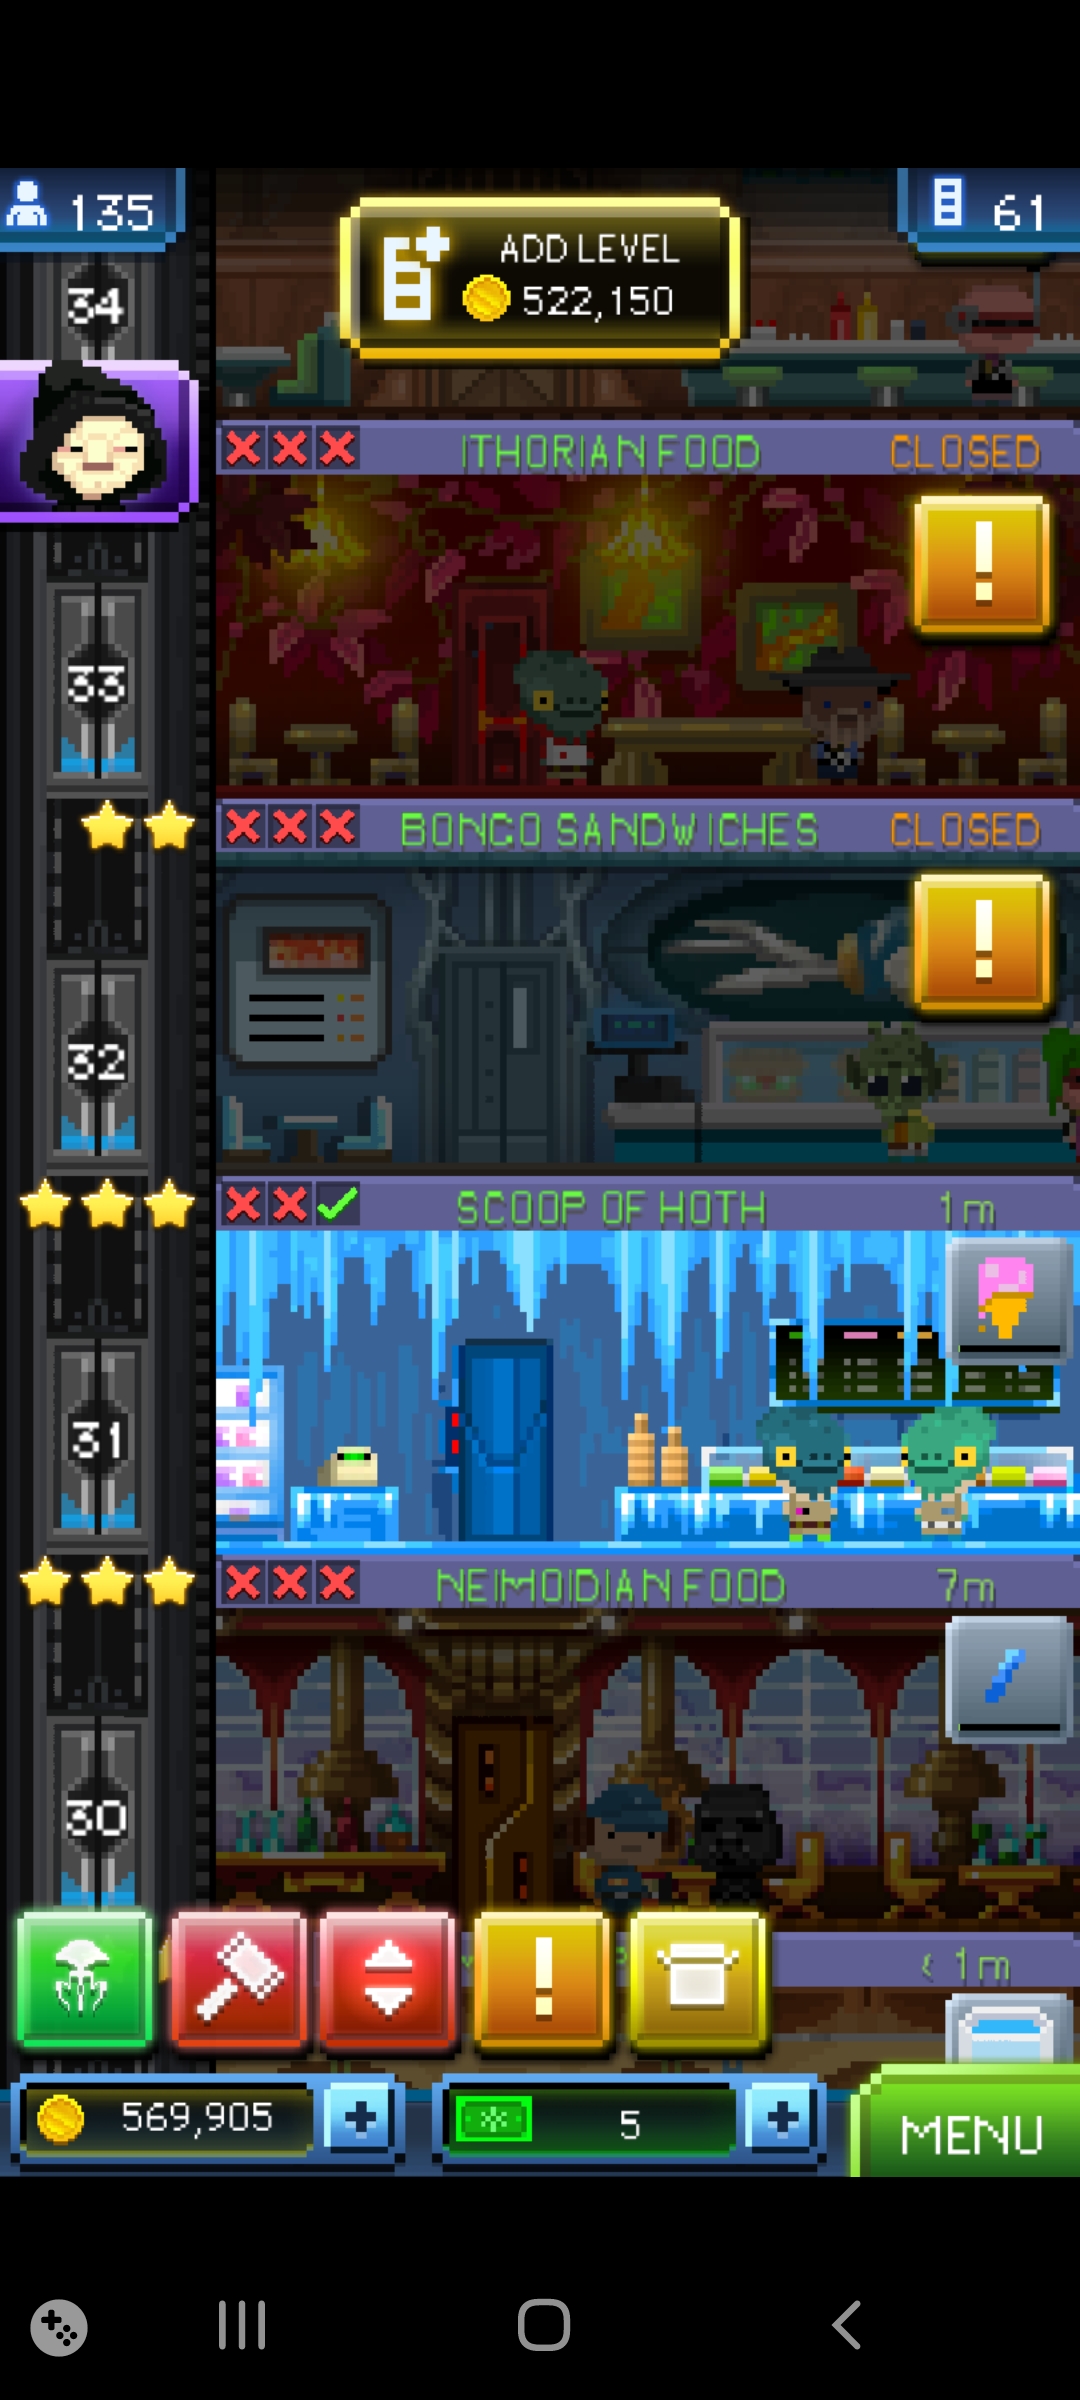 135
ADD LEVEL
522,150
61
34
ITHORIAN FOOD
CLOSED
33
BONGO SANDWICHES
CLOSED
32
SCOOP OF HOTH
1m
31
NEIMOIDIAN FOOD
7m
30
< 1m
569,905
5
MENU